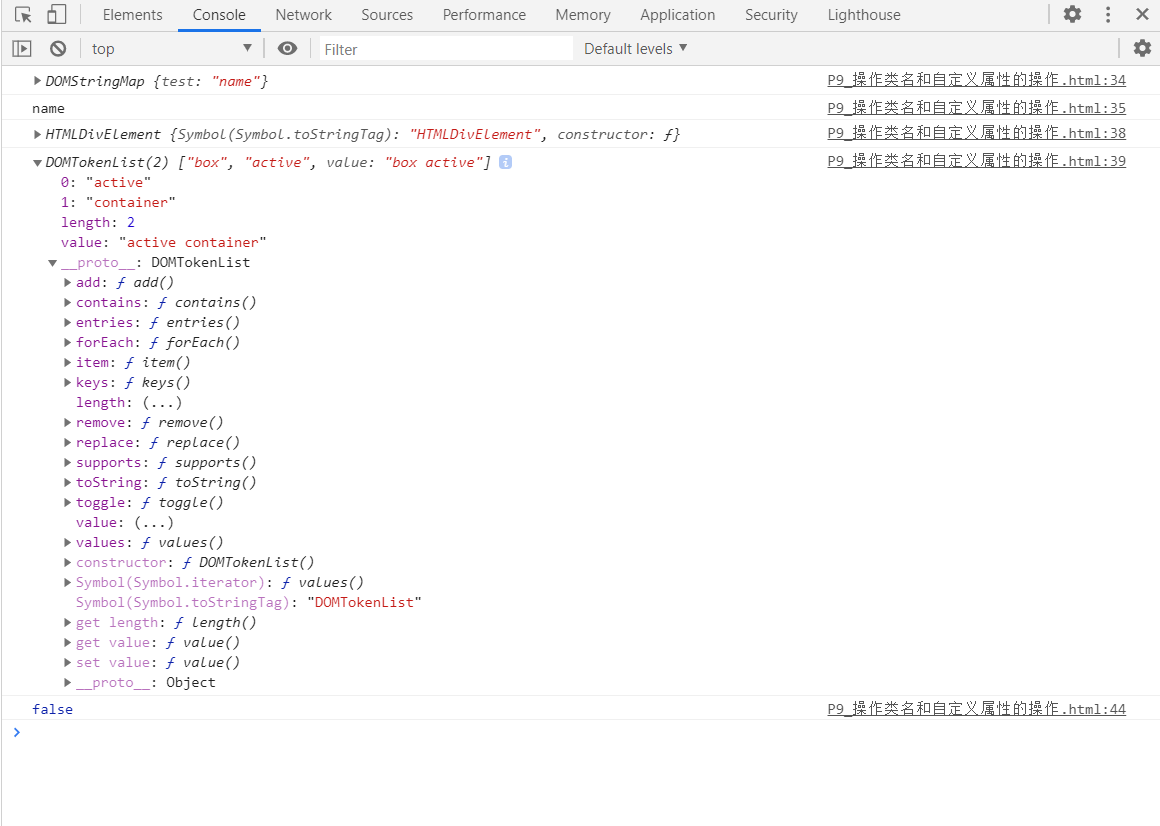 Elements Console Network Sources Performance Memory Application Security Lighthouse
top Filter Default levels
DOMStringMap {test: "name"} P9_操作类名和自定义属性的操作.html:34
name P9_操作类名和自定义属性的操作.html:35
HTMLDivElement {Symbol(Symbol.toStringTag): "HTMLDivElement", constructor: ƒ} P9_操作类名和自定义属性的操作.html:38
DOMTokenList(2) ["box", "active", value: "box active"] i P9_操作类名和自定义属性的操作.html:39
0: "active"
1: "container"
length: 2
value: "active container"
__proto__: DOMTokenList
add: ƒ add()
contains: ƒ contains()
entries: ƒ entries()
forEach: ƒ forEach()
item: ƒ item()
keys: ƒ keys()
length: (...)
remove: ƒ remove()
replace: ƒ replace()
supports: ƒ supports()
toString: ƒ toString()
toggle: ƒ toggle()
value: (...)
values: ƒ values()
constructor: ƒ DOMTokenList()
Symbol(Symbol.iterator): ƒ values()
Symbol(Symbol.toStringTag): "DOMTokenList"
get length: ƒ length()
get value: ƒ value()
set value: ƒ value()
__proto__: Object
false P9_操作类名和自定义属性的操作.html:44